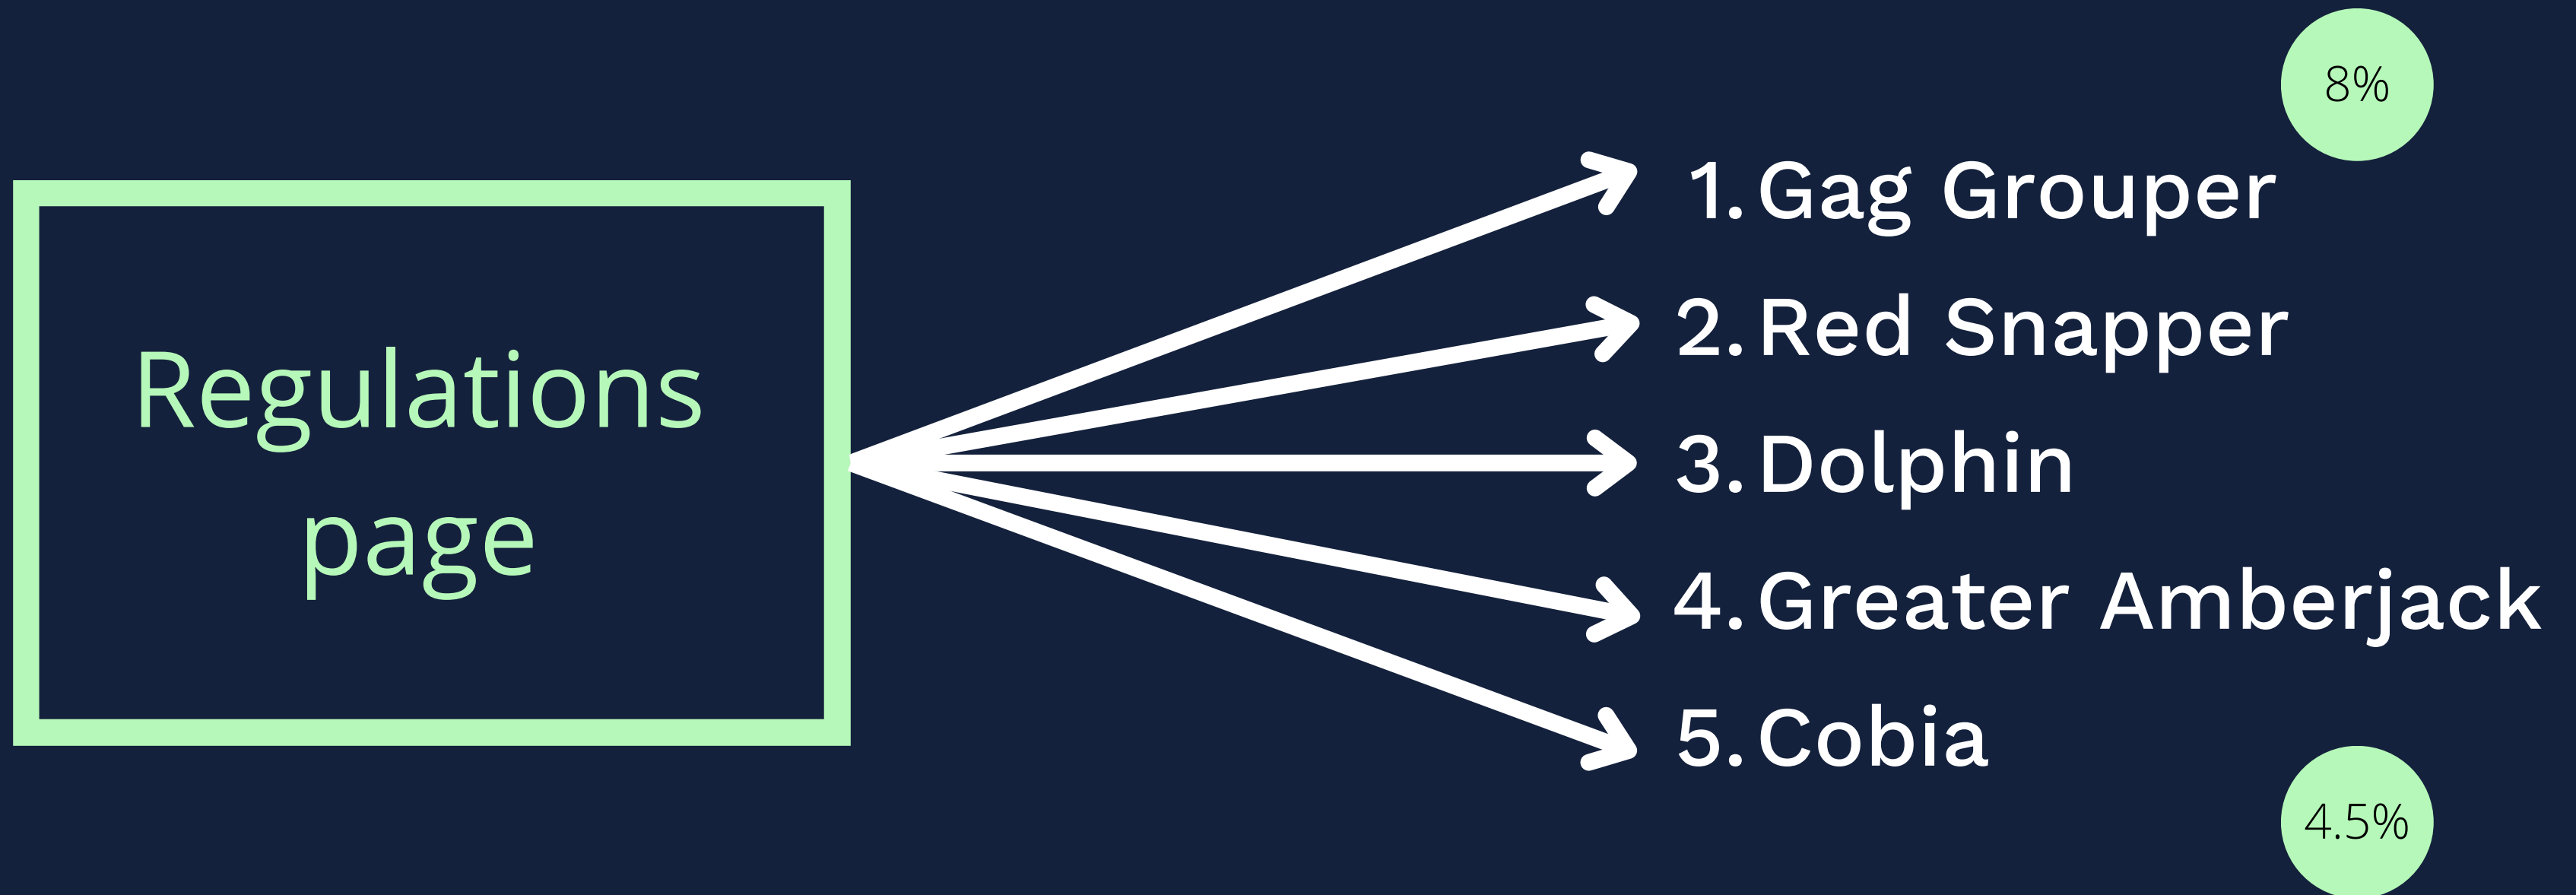 8%
Regulations
page
1. Gag Grouper
2. Red Snapper
3. Dolphin
4. Greater Amberjack
5. Cobia
4.5%